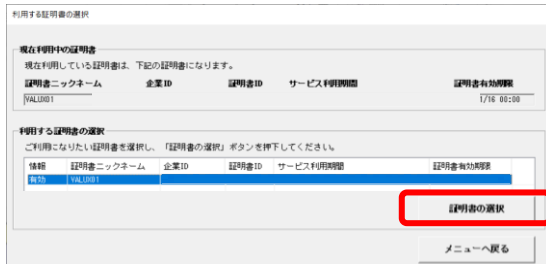 利用する証明書の選択
現在利用中の証明書
現在利用している証明書は、下記の証明書になります。
証明書ニックネーム 企業ID 証明書ID サービス利用期間 証明書有効期限
VALUX01 1/16 00:00
利用する証明書の選択
ご利用になりたい証明書を選択し、「証明書の選択」ボタンを押下してください。
情報 証明書ニックネーム 企業ID 証明書ID サービス利用期間 証明書有効期限
有効 VALUX01
証明書の選択
メニューへ戻る